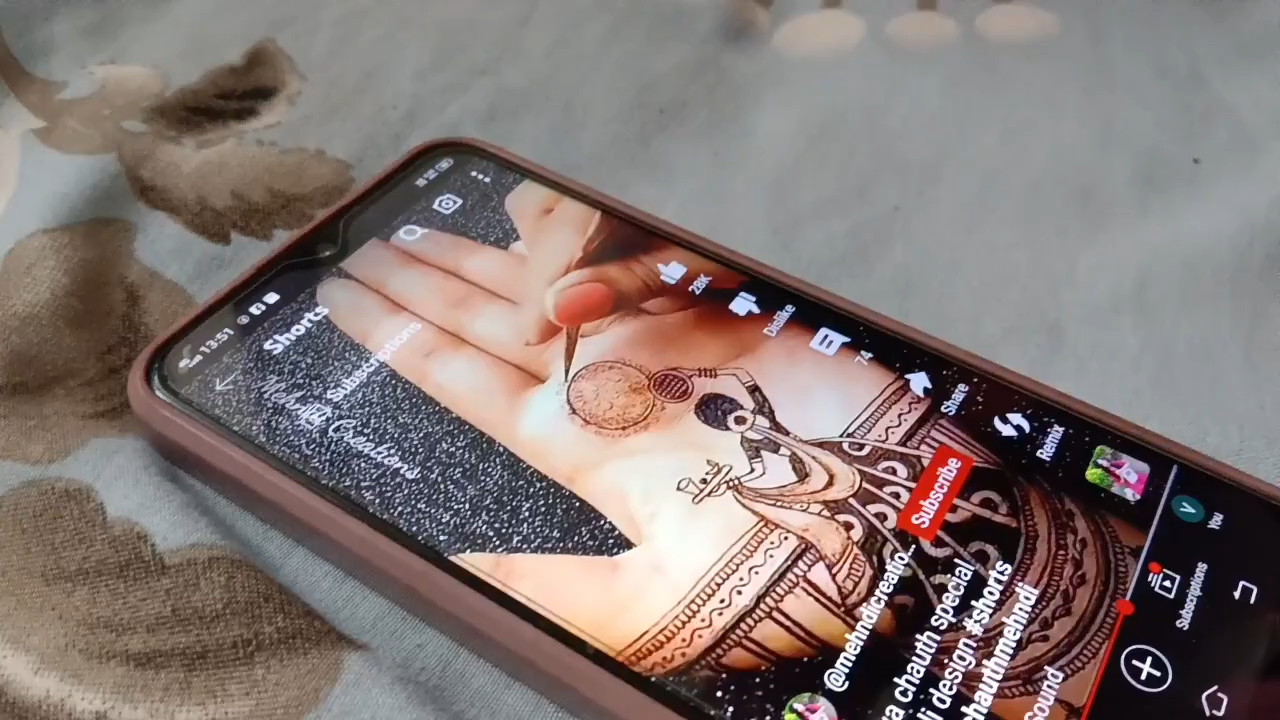 13:51
Shorts
Subscriptions
Mehndi Creations
28K
Dislike
74
Share
Remix
@mehndicreatio...
Subscribe
a chauth special
di design #shorts
chauthmehndi
Sound
Subscriptions
V
You